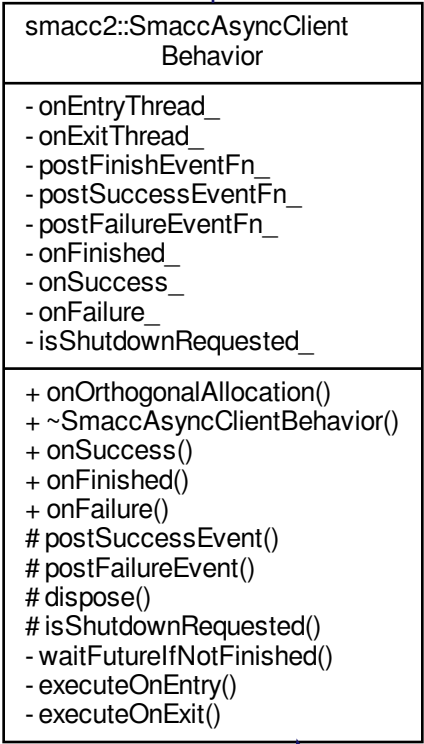 smacc2::SmaccAsyncClient
Behavior
- onEntryThread_
- onExitThread_
- postFinishEventFn_
- postSuccessEventFn_
- postFailureEventFn_
- onFinished_
- onSuccess_
- onFailure_
- isShutdownRequested_
+ onOrthogonalAllocation()
+ ~SmaccAsyncClientBehavior()
+ onSuccess()
+ onFinished()
+ onFailure()
# postSuccessEvent()
# postFailureEvent()
# dispose()
# isShutdownRequested()
- waitFutureIfNotFinished()
- executeOnEntry()
- executeOnExit()